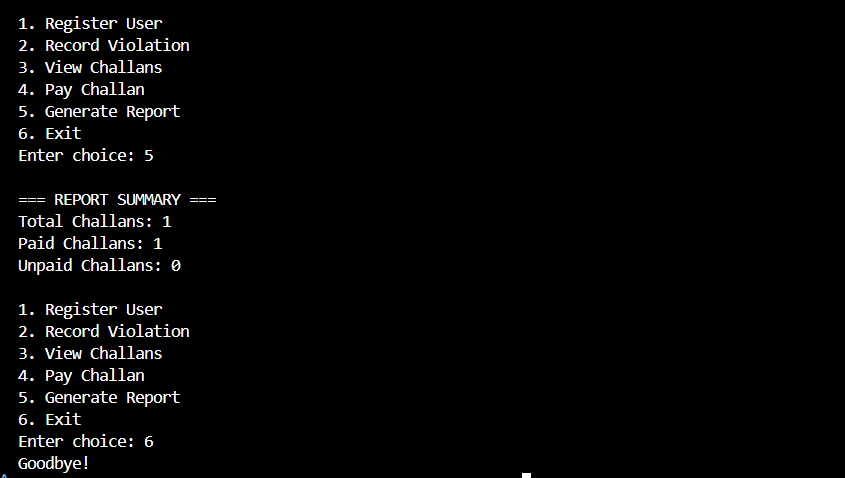 1. Register User
2. Record Violation
3. View Challans
4. Pay Challan
5. Generate Report
6. Exit
Enter choice: 5
=== REPORT SUMMARY ===
Total Challans: 1
Paid Challans: 1
Unpaid Challans: 0
1. Register User
2. Record Violation
3. View Challans
4. Pay Challan
5. Generate Report
6. Exit
Enter choice: 6
Goodbye!